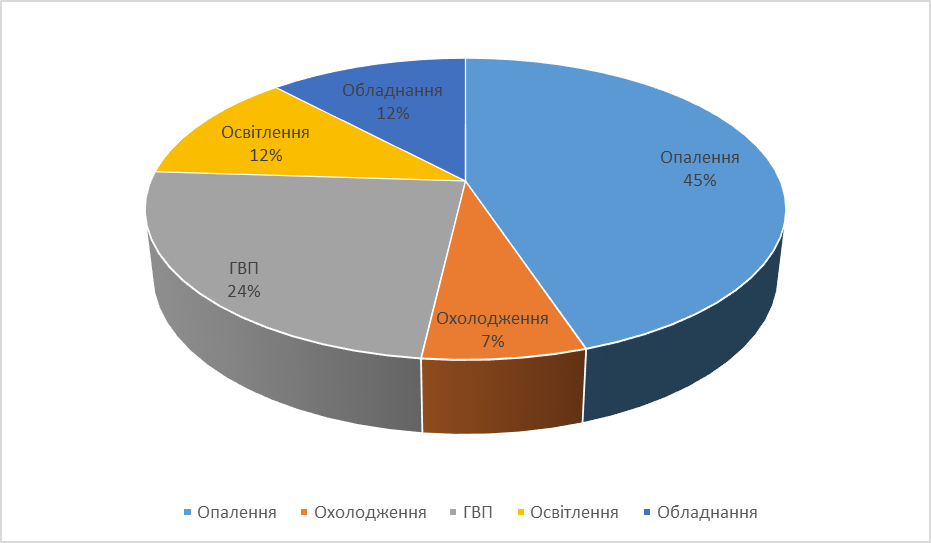 Обладнання
12%
Освітлення
12%
Опалення
45%
ГВП
24%
Охолодження
7%
Опалення Охолодження ГВП Освітлення Обладнання